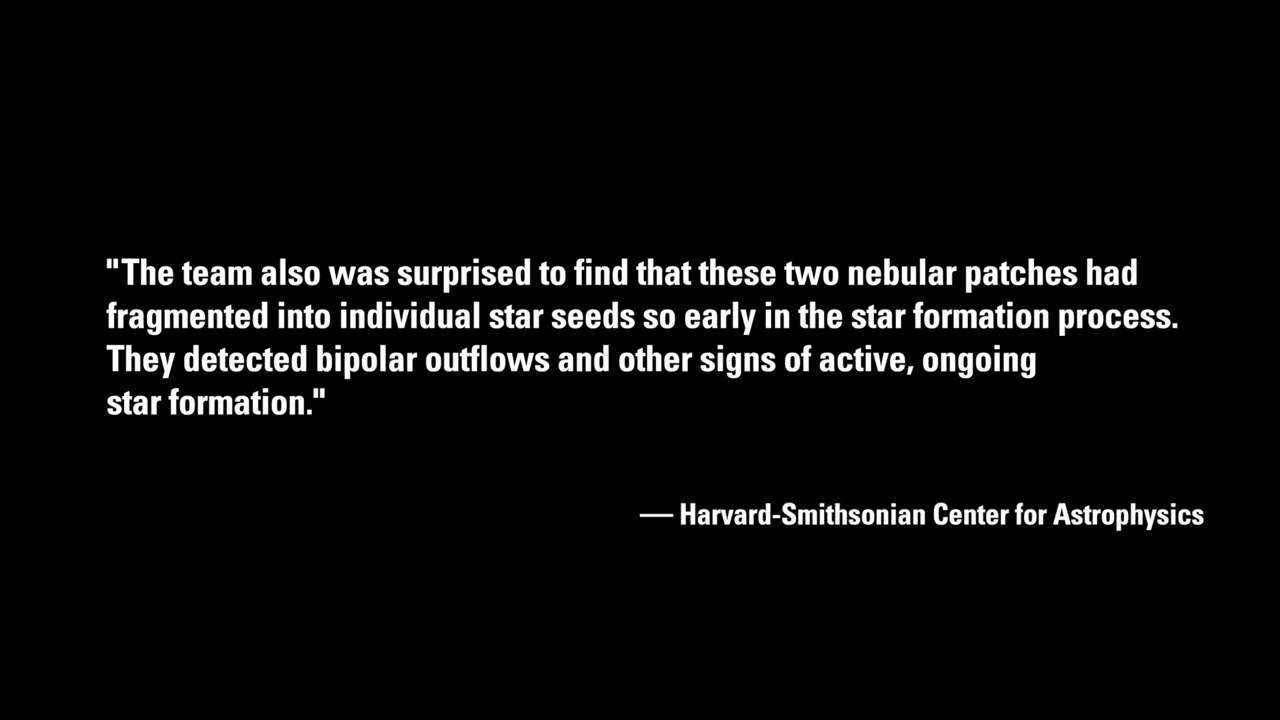 "The team also was surprised to find that these two nebular patches had
fragmented into individual star seeds so early in the star formation process.
They detected bipolar outflows and other signs of active, ongoing
star formation."
— Harvard-Smithsonian Center for Astrophysics